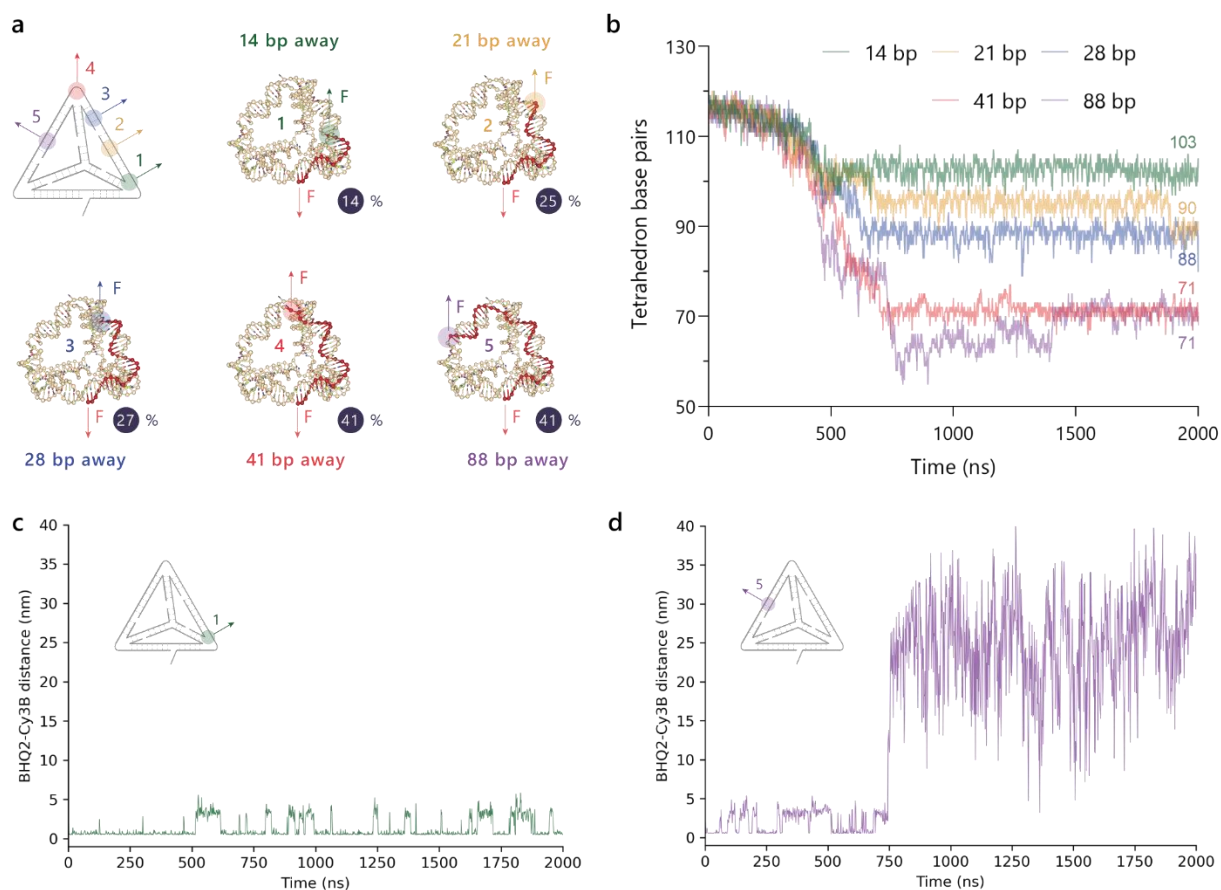 a
14 bp away
21 bp away
4
3
5
2
1
F
1
F
14 %
F
2
F
25 %
F
3
F
27 %
F
4
F
41 %
F
5
F
41 %
28 bp away
41 bp away
88 bp away
b
130
110
90
70
50
Tetrahedron base pairs
14 bp
21 bp
28 bp
41 bp
88 bp
103
90
88
71
71
0
500
1000
1500
2000
Time (ns)
c
40
35
30
25
20
15
10
5
0
BHQ2-Cy3B distance (nm)
1
0
250
500
750
1000
1250
1500
1750
2000
Time (ns)
d
40
35
30
25
20
15
10
5
0
BHQ2-Cy3B distance (nm)
5
0
250
500
750
1000
1250
1500
1750
2000
Time (ns)